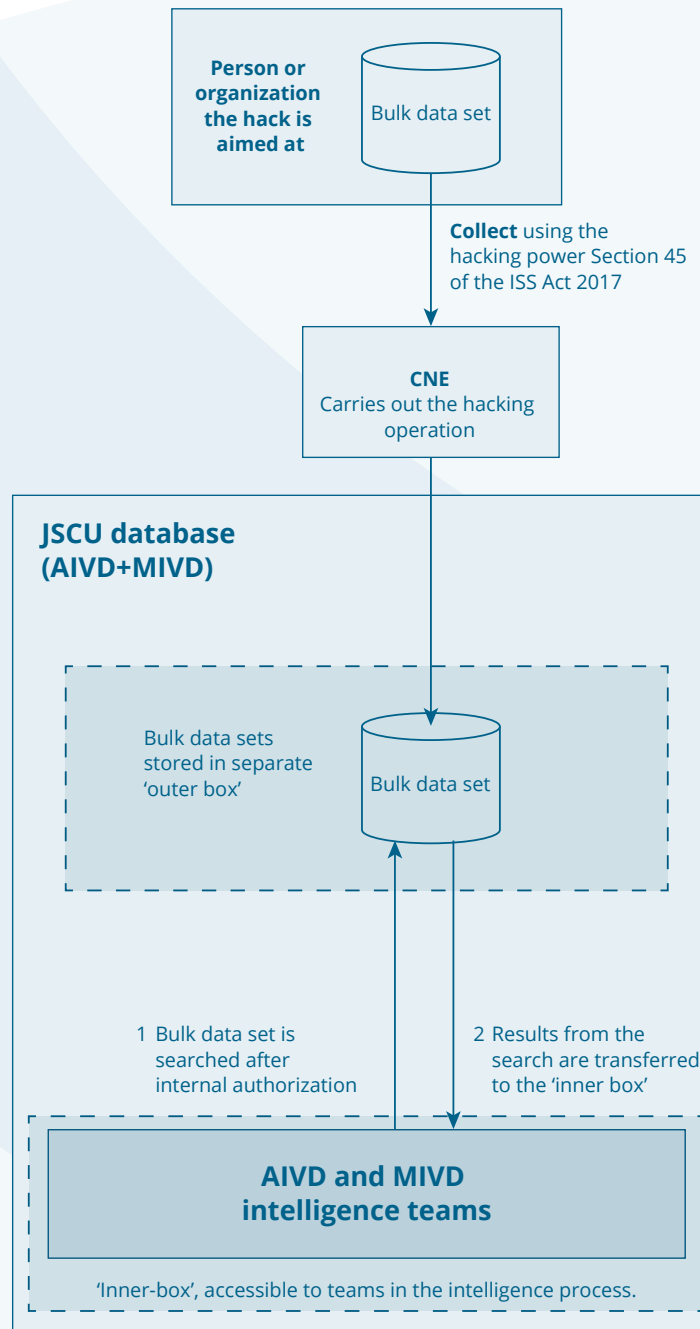 Person or
organization
the hack is
aimed at
Bulk data set
Collect using the
hacking power Section 45
of the ISS Act 2017
CNE
Carries out the hacking
operation
JSCU database
(AIVD+MIVD)
Bulk data sets
stored in separate
‘outer box’
Bulk data set
1 Bulk data set is
searched after
internal authorization
2 Results from the
search are transferred
to the ‘inner box’
AIVD and MIVD
intelligence teams
‘Inner-box’, accessible to teams in the intelligence process.